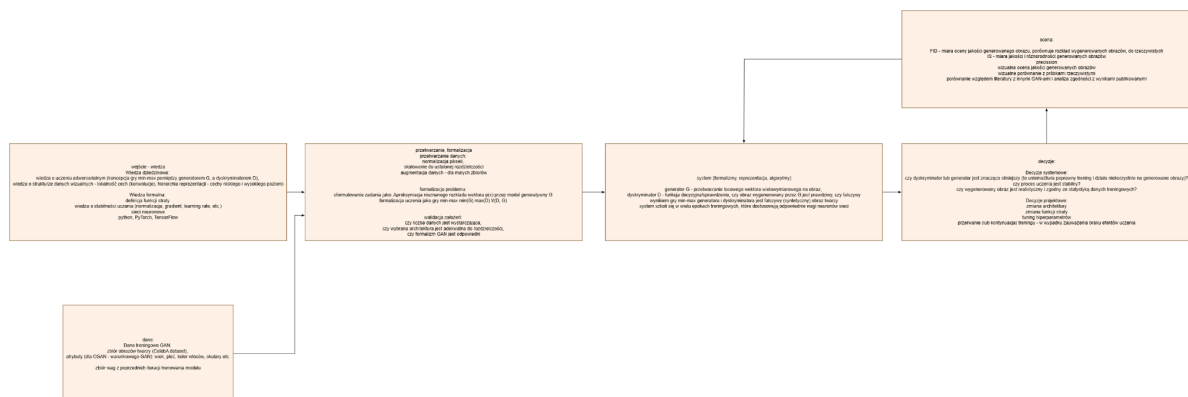 ocena:
FID - miara oceny jakości generowanego obrazu, porównuje rozkład wygenerowanych obrazów, do rzeczywistych
IS - miara jakości i różnorodności generowanych obrazów
precission
wizualna ocena jakości generowanych obrazów
wizualne porównanie z próbkami rzeczywistymi
porównanie względem literatury z innymi GAN-ami i analiza zgodności z wynikami publikowanymi
wejście - wiedza
Wiedza dziedzinowa:
wiedza o uczeniu adwersarialnym (koncepcja gry min-max pomiędzy generatorem G, a dyskryminatorem D),
wiedza o strukturze danych wizualnych - lokalność cech (konwolucje), hierarchia reprezentacji - cechy niskiego i wysokiego poziomu
Wiedza formalna:
definicja funkcji straty
wiedza o stabilności uczenia (normalizacja, gradient, learning rate, etc.)
sieci neuronowe
python, PyTorch, TensorFlow
przetwarzanie, formalizacja
przetwarzanie danych:
normalizacja pikseli,
skalowanie do ustalonej rozdzielczości
augmentacja danych - dla małych zbiorów
formalizacja problemu
sformułowanie zadania jako: Aproksymacja nieznanego rozkładu wektora p(x) przez model generatywny G
formalizacja uczenia jako gry min-max min(G) max(D) V(D, G)
walidacja założeń:
czy liczba danych jest wystarczająca,
czy wybrana architektura jest adekwatna do rozdzielczości,
czy formalizm GAN jest odpowiedni
system (formalizmy, reprezentacja, algorytmy)
generator G - przetwarzanie losowego wektora wielowymiarowego na obraz,
dyskryminator D - funkcja decyzyjna/sprawdzenie, czy obraz wygenerowany przez G jest prawdziwy, czy fałszywy
wynikiem gry min-max generatora i dyskryminatora jest fałszywy (syntetyczny) obraz twarzy
system szkoli się w wielu epokach treningowych, które dostosowują odpowiednie wagi neuronów sieci
decyzje:
Decyzje systemowe:
czy dyskryminator lub generator jest znacząco silniejszy (to uniemożliwia poprawny trening i działa niekorzystnie na generowane obrazy)?
czy proces uczenia jest stabilny?
czy wygenerowany obraz jest realistyczny i zgodny ze statystyką danych treningowych?
Decyzje projektowe:
zmiana architektury
zmiana funkcji straty
tuning hiperparametrów
przerwanie lub kontynuacja treningu - w wypadku zauważenia braku efektów uczenia
dane
Dane treningowe GAN:
zbiór obrazów twarzy (CelebA dataset),
atrybuty (dla CGAN - warunkowego GAN): wiek, płeć, kolor włosów, okulary etc.
zbiór wag z poprzednich iteracji trenowania modelu